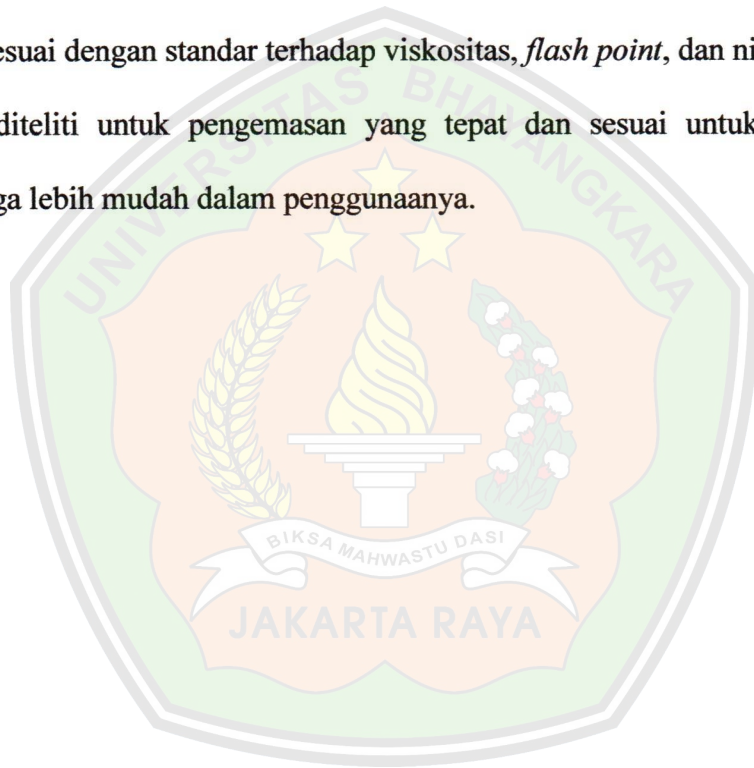 esuai dengan standar terhadap viskositas, flash point, dan ni
diteliti untuk pengemasan yang tepat dan sesuai untuk
ga lebih mudah dalam penggunaanya.
UNIVERSITAS BHAYANGKARA
BIKSA MAHWASTU DASI
JAKARTA RAYA